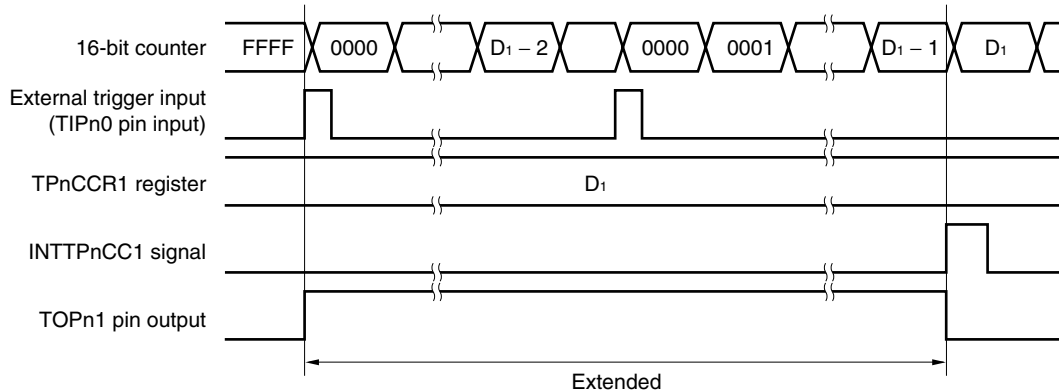 16-bit counter FFFF 0000 D₁ – 2 0000 0001 D₁ – 1 D₁
External trigger input
(TIPn0 pin input)
TPnCCR1 register D₁
INTTPnCC1 signal
TOPn1 pin output
Extended